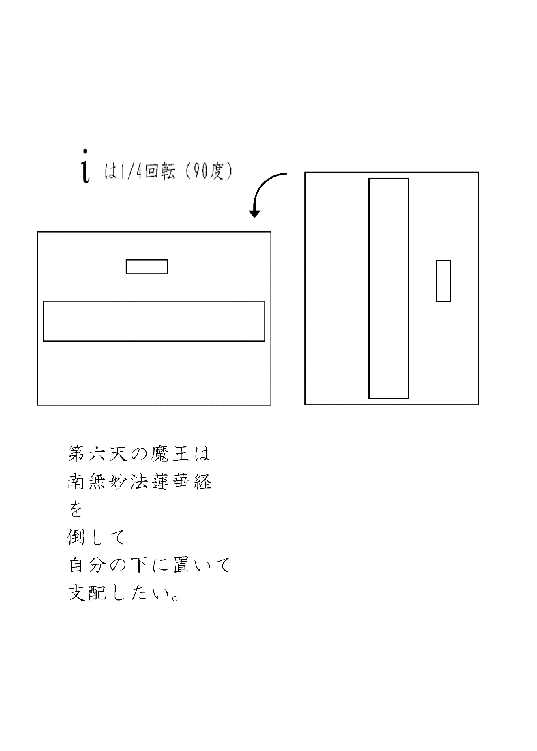 i は1/4回転（90度）
第六天の魔王は
南無妙法蓮華経
を
倒して
自分の下に置いて
支配したい。